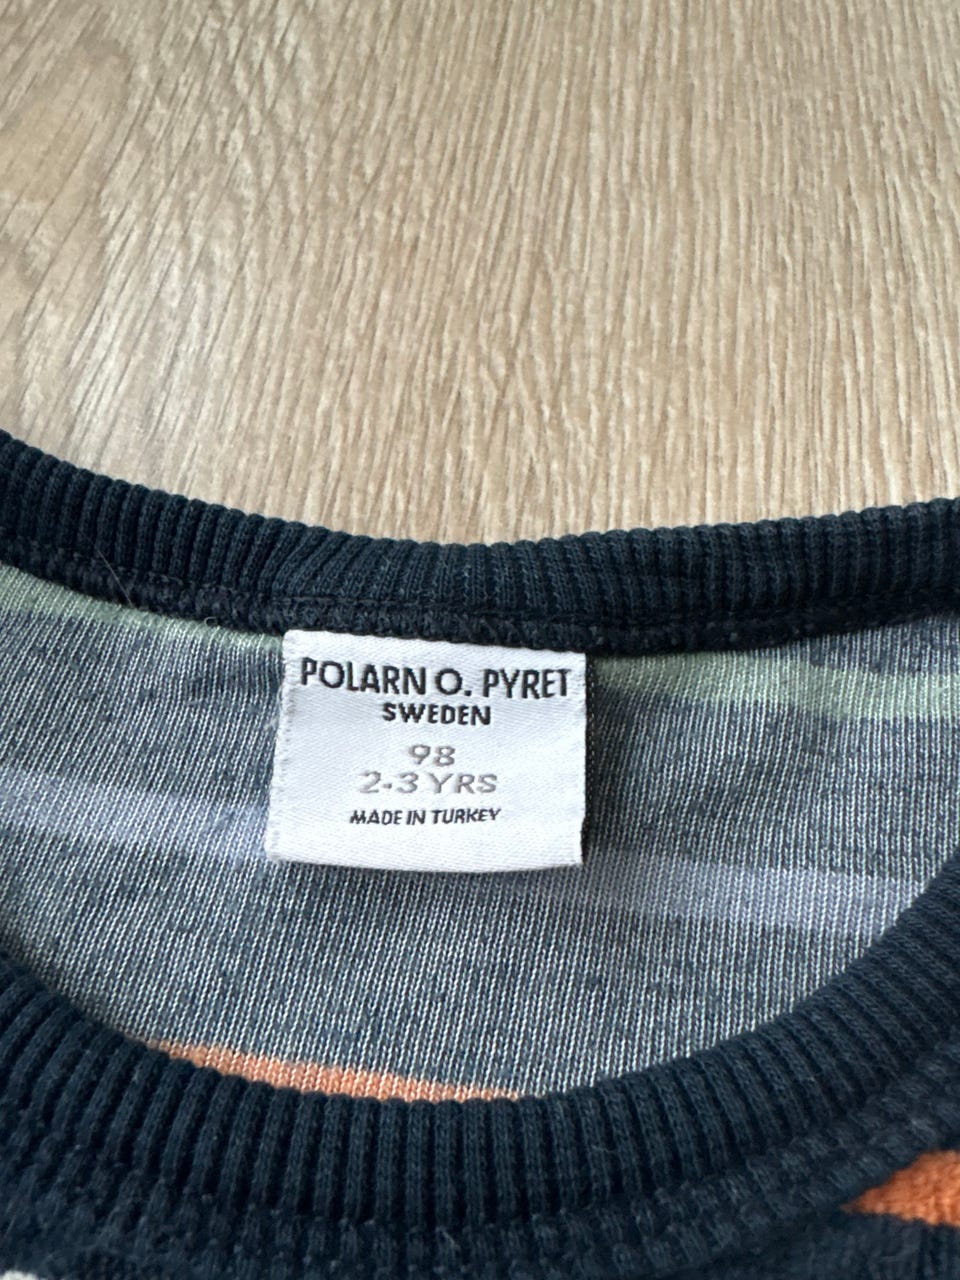 POLARN O. PYRET
SWEDEN
98
2-3 YRS
MADE IN TURKEY